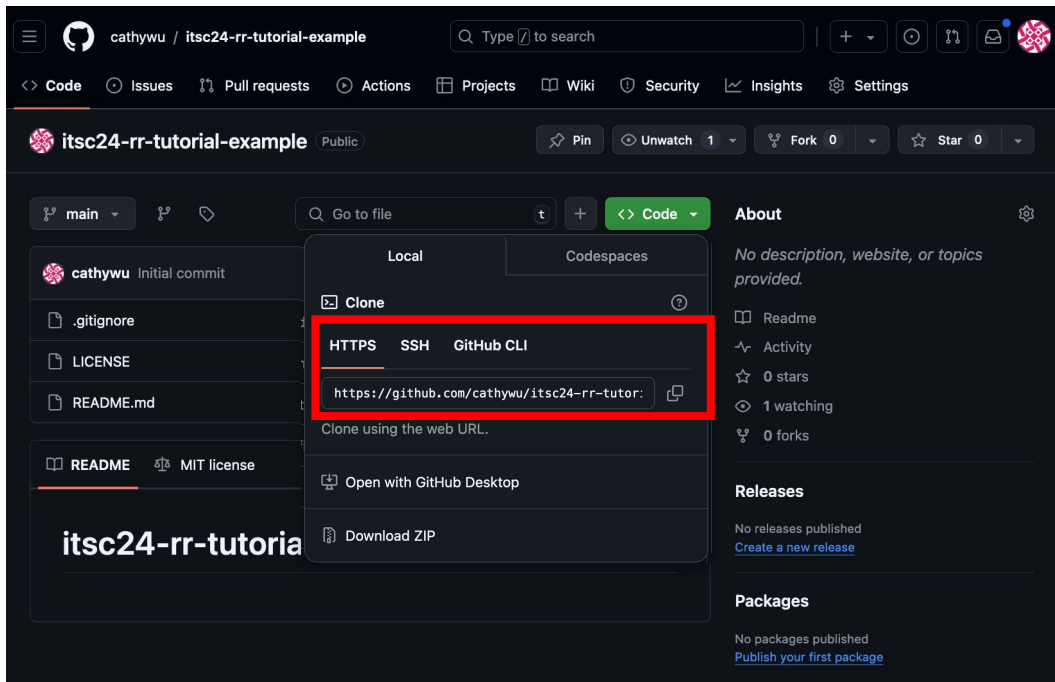 cathywu / itsc24-rr-tutorial-example
Type / to search
Code Issues Pull requests Actions Projects Wiki Security Insights Settings
itsc24-rr-tutorial-example Public
Pin Unwatch 1 Fork 0 Star 0
main
Go to file t
Code
About
Local Codespaces
No description, website, or topics
provided.
cathywu Initial commit
Clone
.gitignore
Readme
HTTPS SSH GitHub CLI
Activity
LICENSE
0 stars
https://github.com/cathywu/itsc24-rr-tutor
README.md
1 watching
Clone using the web URL.
0 forks
README MIT license
Open with GitHub Desktop
Releases
No releases published
Create a new release
Download ZIP
itsc24-rr-tutoria
Packages
No packages published
Publish your first package